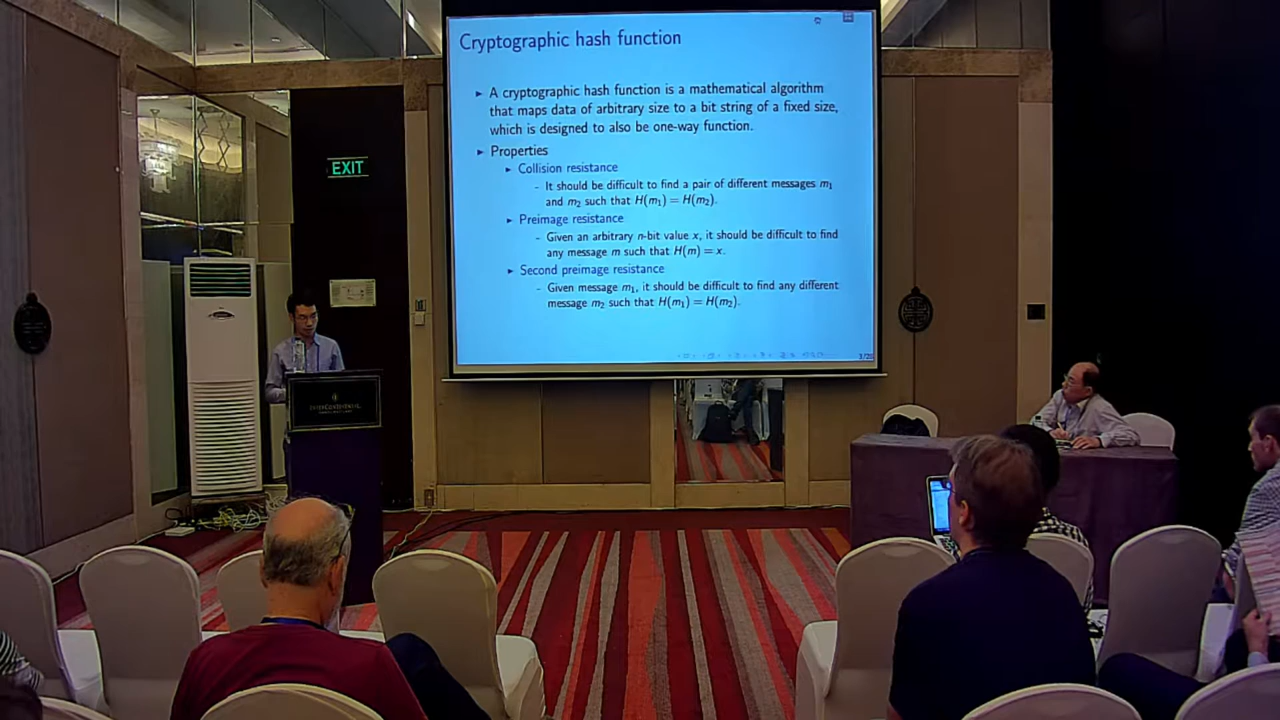 Cryptographic hash function
▸ A cryptographic hash function is a mathematical algorithm
that maps data of arbitrary size to a bit string of a fixed size,
which is designed to also be one-way function.
▸ Properties
▸ Collision resistance
- It should be difficult to find a pair of different messages m₁
and m₂ such that H(m₁) = H(m₂).
▸ Preimage resistance
- Given an arbitrary n-bit value x, it should be difficult to find
any message m such that H(m) = x.
▸ Second preimage resistance
- Given message m₁, it should be difficult to find any different
message m₂ such that H(m₁) = H(m₂).
EXIT
INTERCONTINENTAL